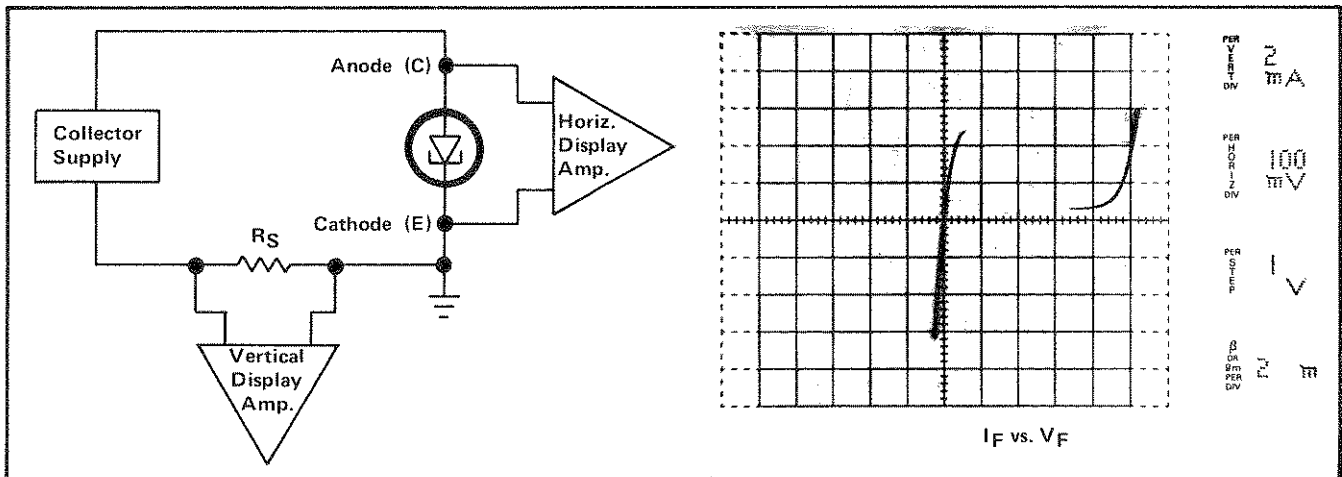 Anode (C)
Collector
Supply
Horiz.
Display
Amp.
Cathode (E)
RS
Vertical
Display
Amp.
PER
VERT
DIV
2
mA
PER
HORIZ
DIV
100
mV
PER
STEP
1
V
β
OR
gm
PER
DIV
2 m
IF vs. VF